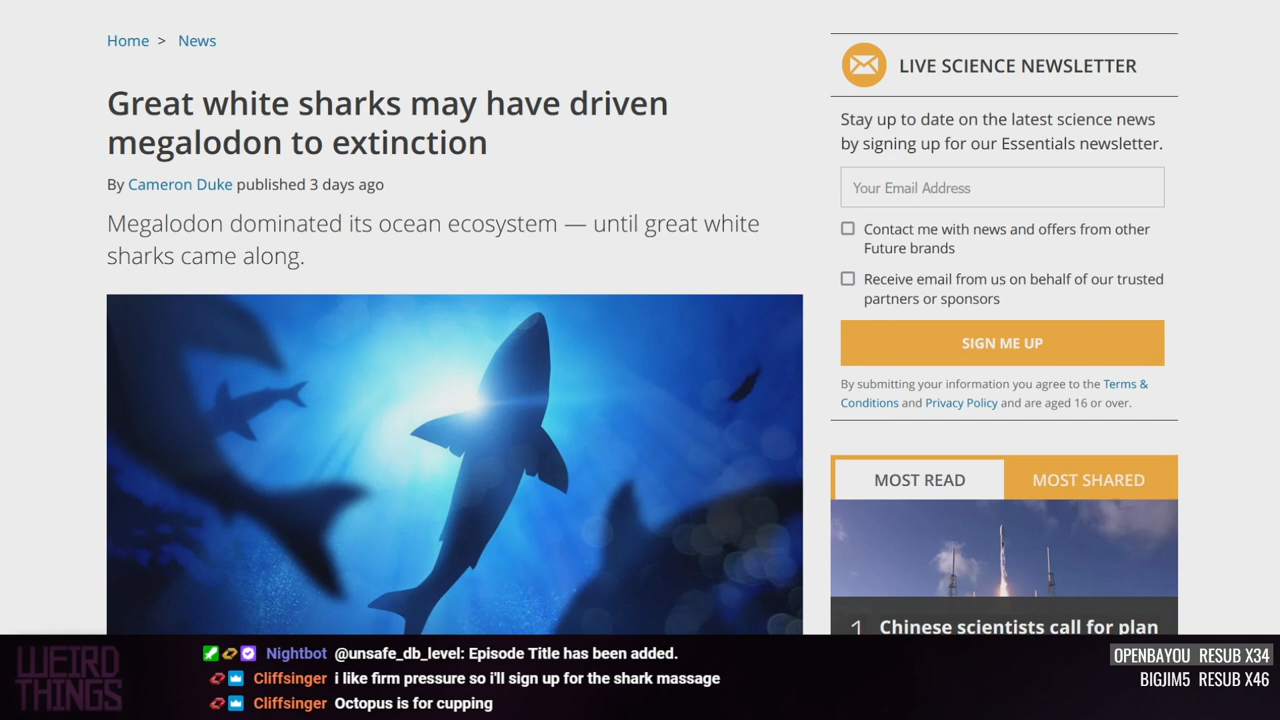 Home > News
Great white sharks may have driven
megalodon to extinction
By Cameron Duke published 3 days ago
Megalodon dominated its ocean ecosystem — until great white
sharks came along.
LIVE SCIENCE NEWSLETTER
Stay up to date on the latest science news
by signing up for our Essentials newsletter.
Your Email Address
Contact me with news and offers from other
Future brands
Receive email from us on behalf of our trusted
partners or sponsors
SIGN ME UP
By submitting your information you agree to the Terms &
Conditions and Privacy Policy and are aged 16 or over.
MOST READ
MOST SHARED
1 Chinese scientists call for plan
WEIRD
THINGS
Nightbot @unsafe_db_level: Episode Title has been added.
Cliffsinger i like firm pressure so i'll sign up for the shark massage
Cliffsinger Octopus is for cupping
OPENBAYOU RESUB X34
BIGJIM5 RESUB X46